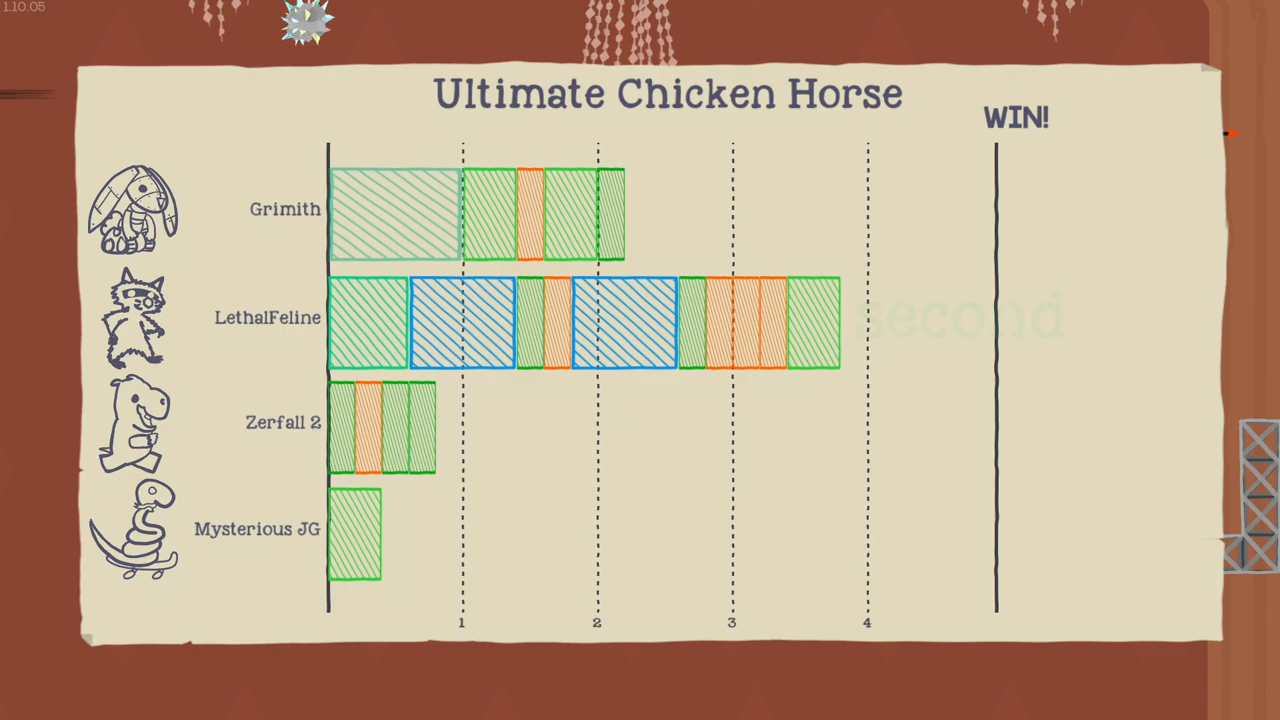 1.10.05
Ultimate Chicken Horse
WIN!
Grimith
LethalFeline
second
Zerfall 2
Mysterious JG
1 2 3 4